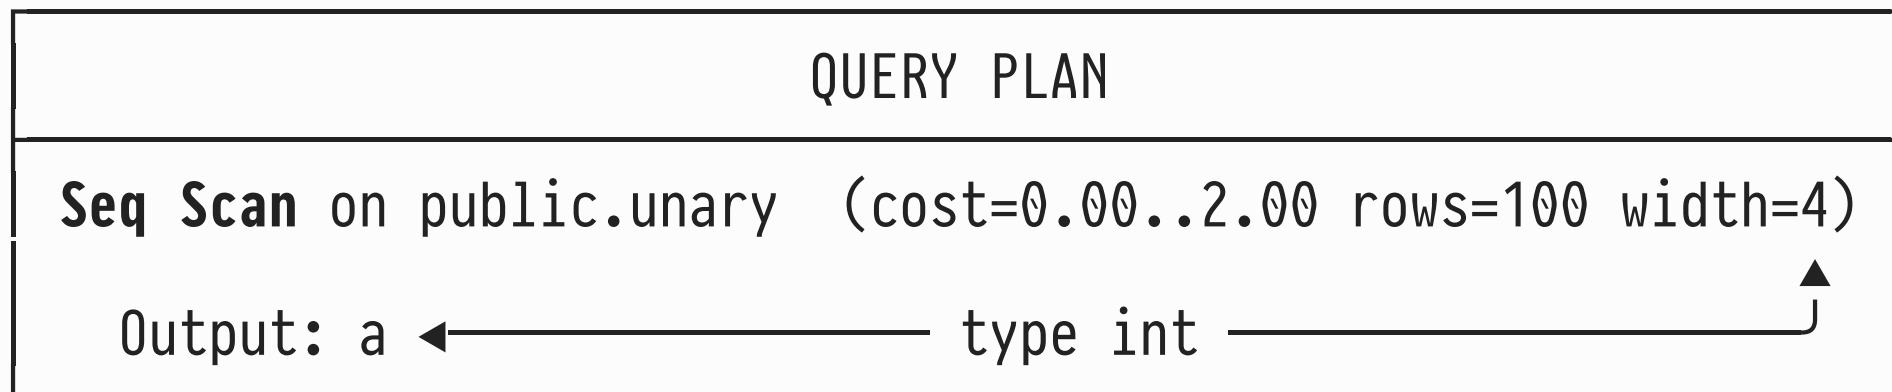 QUERY PLAN
Seq Scan on public.unary  (cost=0.00..2.00 rows=100 width=4)
Output: a type int